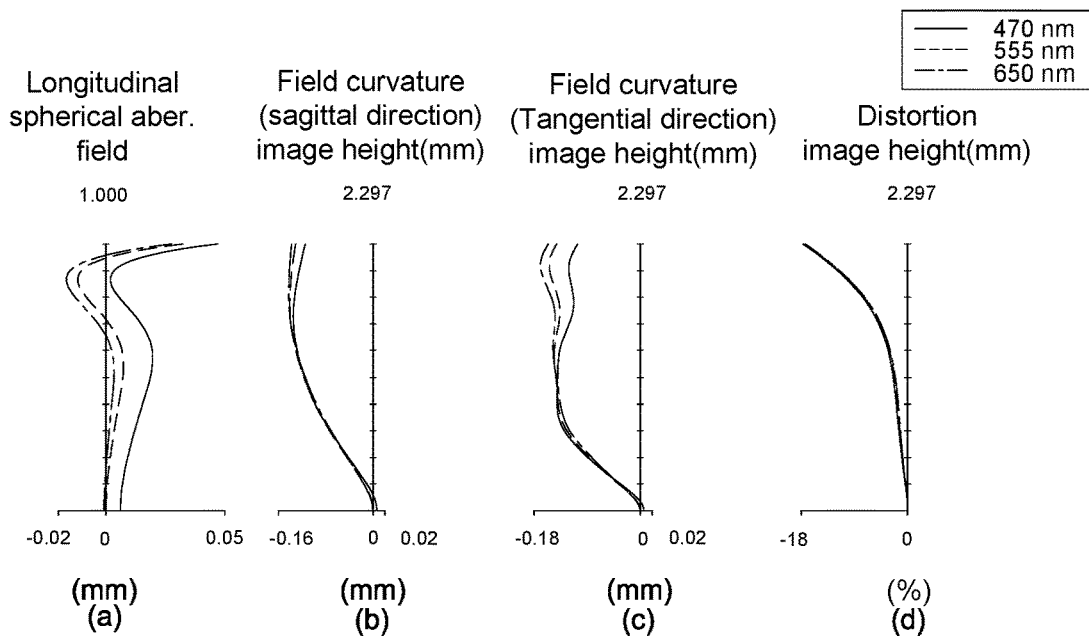 470 nm
555 nm
650 nm
Longitudinal
spherical aber.
field
1.000
Field curvature
(sagittal direction)
image height(mm)
2.297
Field curvature
(Tangential direction)
image height(mm)
2.297
Distortion
image height(mm)
2.297
-0.02 0 0.05
(mm)
(a)
-0.16 0 0.02
(mm)
(b)
-0.18 0 0.02
(mm)
(c)
-18 0
(%)
(d)